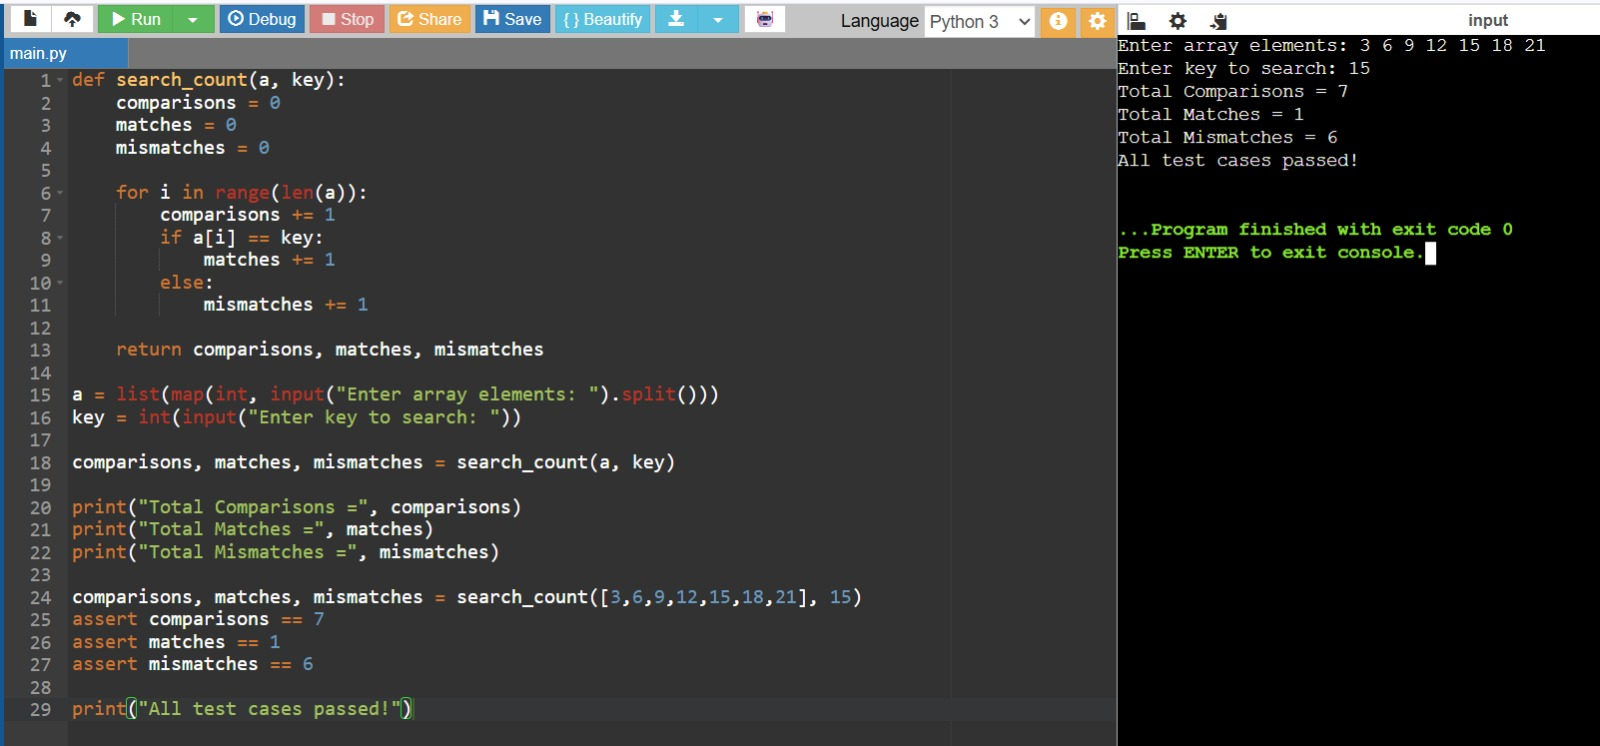 Run Debug Stop Share Save { } Beautify Language Python 3 input
main.py
1 def search_count(a, key):
2     comparisons = 0
3     matches = 0
4     mismatches = 0
5
6     for i in range(len(a)):
7         comparisons += 1
8         if a[i] == key:
9             matches += 1
10         else:
11             mismatches += 1
12
13     return comparisons, matches, mismatches
14
15 a = list(map(int, input("Enter array elements: ").split()))
16 key = int(input("Enter key to search: "))
17
18 comparisons, matches, mismatches = search_count(a, key)
19
20 print("Total Comparisons =", comparisons)
21 print("Total Matches =", matches)
22 print("Total Mismatches =", mismatches)
23
24 comparisons, matches, mismatches = search_count([3,6,9,12,15,18,21], 15)
25 assert comparisons == 7
26 assert matches == 1
27 assert mismatches == 6
28
29 print("All test cases passed!")
Enter array elements: 3 6 9 12 15 18 21
Enter key to search: 15
Total Comparisons = 7
Total Matches = 1
Total Mismatches = 6
All test cases passed!
...Program finished with exit code 0
Press ENTER to exit console.